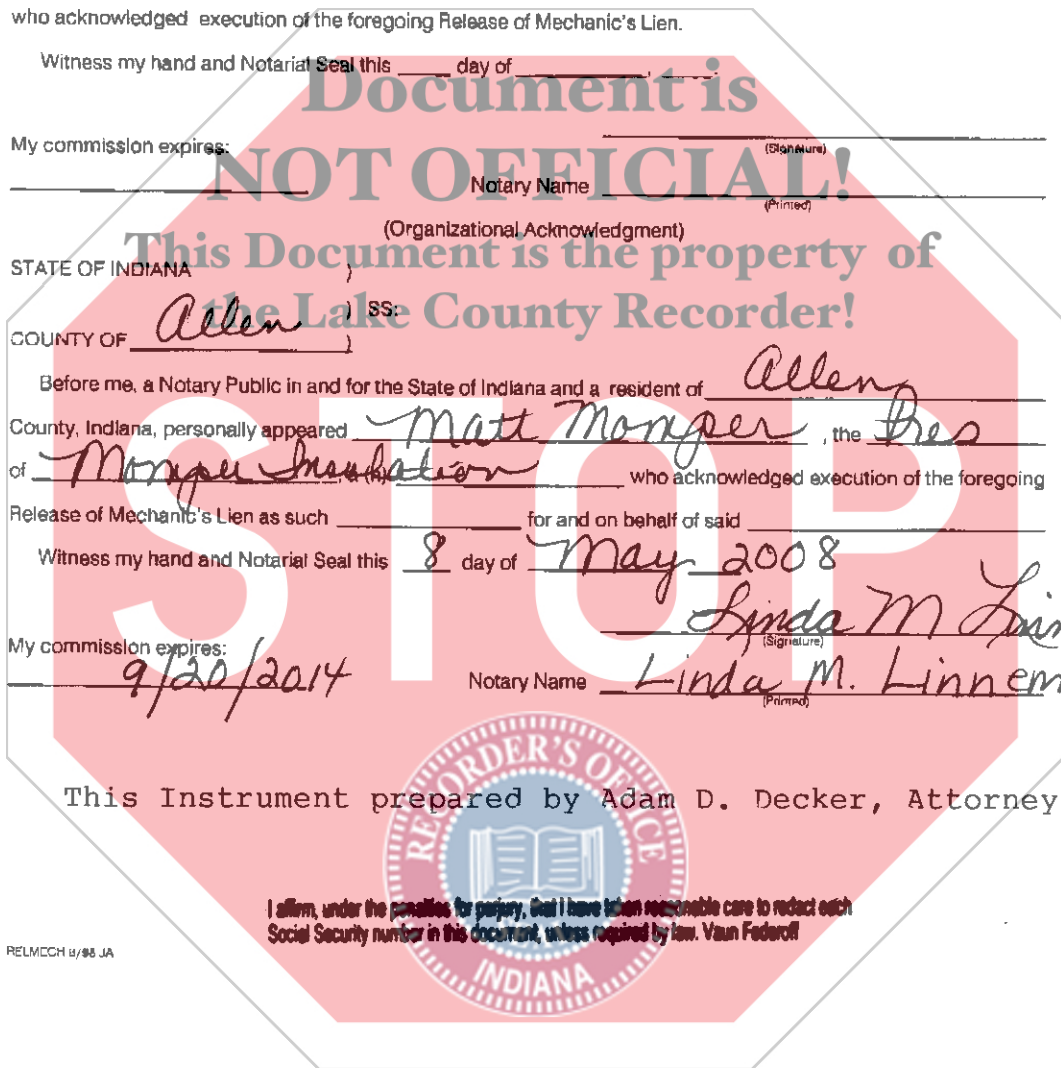 who acknowledged execution of the foregoing Release of Mechanic's Lien.
Witness my hand and Notarial Seal this ____ day of ________, ____.
Document is
My commission expires:
(Signature)
NOT OFFICIAL!
Notary Name
(Printed)
(Organizational Acknowledgment)
This Document is the property of
STATE OF INDIANA )
the Lake County Recorder!
) SS:
COUNTY OF Allen )
Before me, a Notary Public in and for the State of Indiana and a resident of Allen
County, Indiana, personally appeared Matt Momper, the Pres
of Momper Insulation who acknowledged execution of the foregoing
Release of Mechanic's Lien as such ________ for and on behalf of said ________
Witness my hand and Notarial Seal this 8 day of May 2008
STOP
Linda M Linn
My commission expires:
(Signature)
9/20/2014
Notary Name Linda M. Linnem
(Printed)
RECORDER'S OFFICE
This Instrument prepared by Adam D. Decker, Attorney
I affirm, under the penalties for perjury, that I have taken reasonable care to redact each
Social Security number in this document, unless required by law. Vaun Federoff
RELMECH 8/98 JA
INDIANA